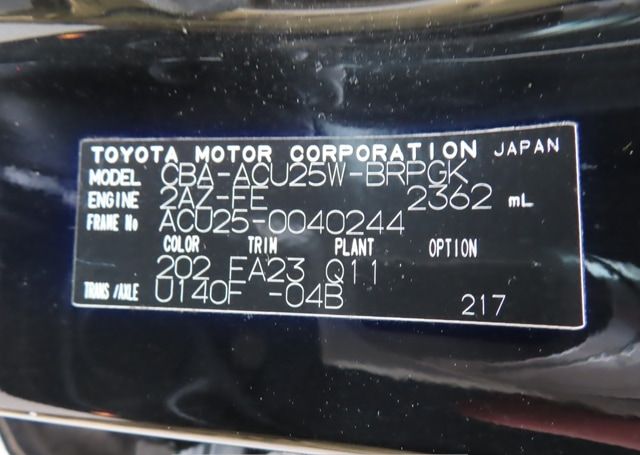 TOYOTA MOTOR CORPORATION JAPAN
MODEL CBA-ACU25W-BRPGK
ENGINE 2AZ-FE 2362 mL
FRAME No ACU25-0040244
COLOR TRIM PLANT OPTION
202 FA23 Q11
TRANS/AXLE U140F -04B 217